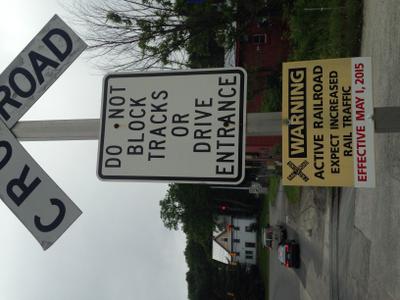 CROS
ROAD
DO NOT
BLOCK
TRACKS
OR
DRIVE
ENTRANCE
WARNING
ACTIVE RAILROAD
EXPECT INCREASED
RAIL TRAFFIC
EFFECTIVE MAY 1, 2015